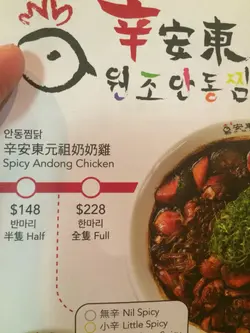 辛安東
원조안동찜
안동찜닭
辛安東元祖奶奶雞
Spicy Andong Chicken
$148
반마리
半隻 Half
$228
한마리
全隻 Full
無辛 Nil Spicy
小辛 Little Spicy